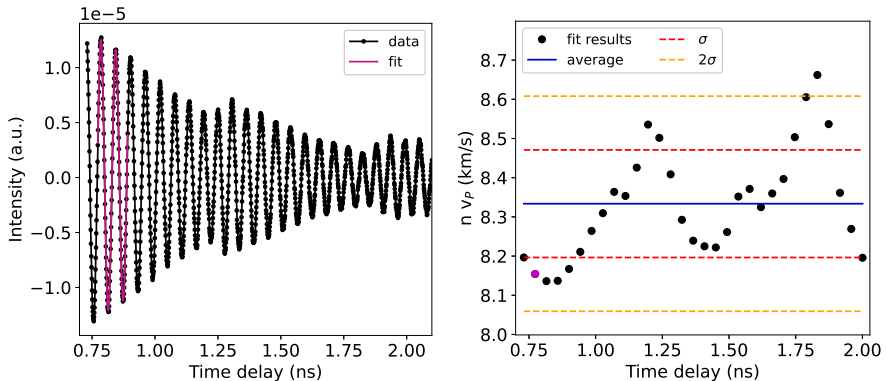 1e−5
data
fit
1.0
0.5
0.0
−0.5
−1.0
Intensity (a.u.)
0.75 1.00 1.25 1.50 1.75 2.00
Time delay (ns)
fit results
average
σ
2σ
8.7
8.6
8.5
8.4
8.3
8.2
8.1
8.0
n vP (km/s)
0.75 1.00 1.25 1.50 1.75 2.00
Time delay (ns)